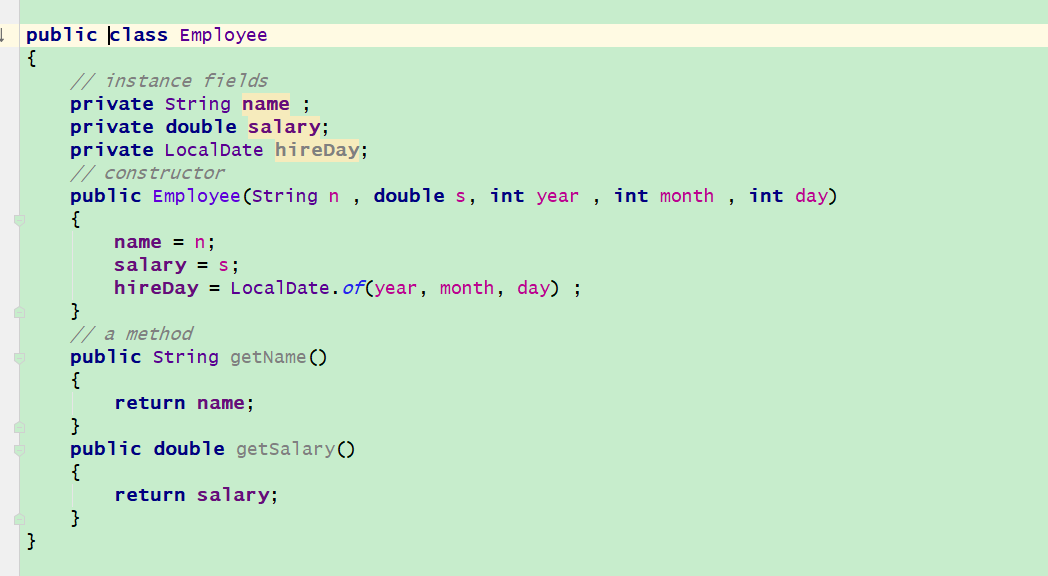 public class Employee
{
// instance fields
private String name ;
private double salary;
private LocalDate hireDay;
// constructor
public Employee(String n , double s, int year , int month , int day)
{
name = n;
salary = s;
hireDay = LocalDate.of(year, month, day) ;
}
// a method
public String getName()
{
return name;
}
public double getSalary()
{
return salary;
}
}